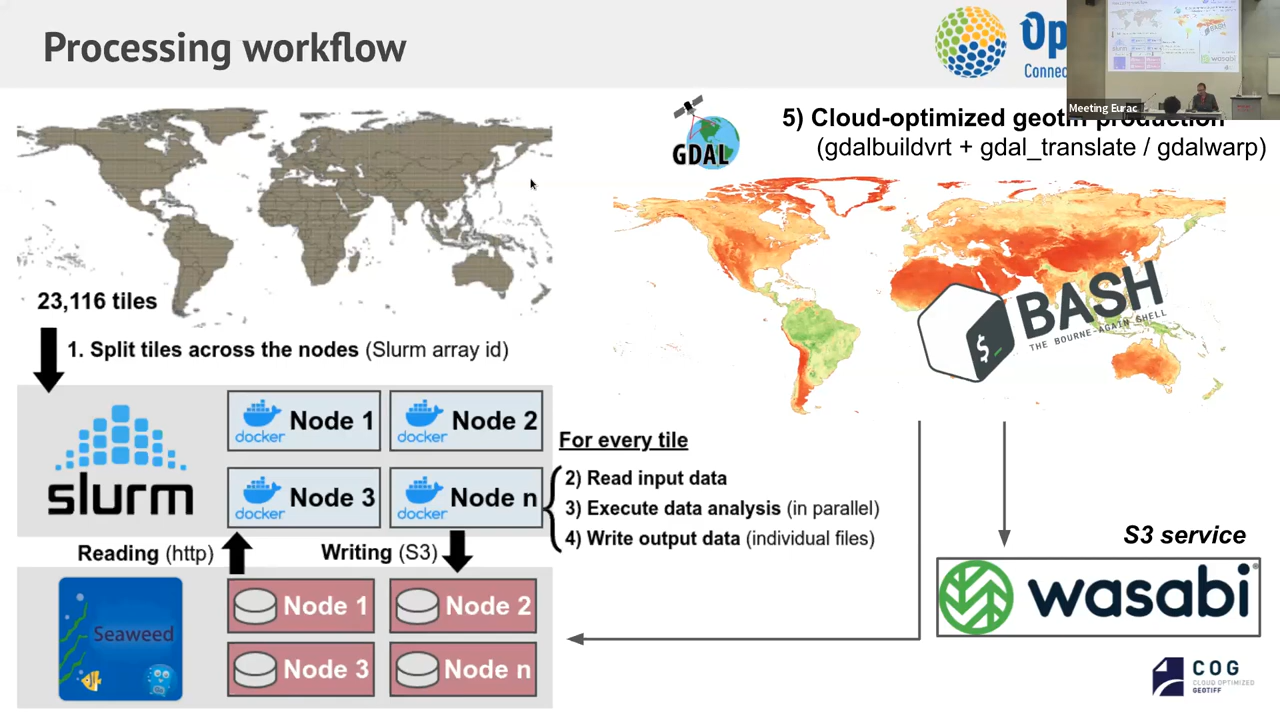 Processing workflow
Op
Connec
Meeting Eurac
GDAL
5) Cloud-optimized geotiff production
(gdalbuildvrt + gdal_translate / gdalwarp)
23,116 tiles
1. Split tiles across the nodes (Slurm array id)
BASH
THE BOURNE-AGAIN SHELL
slurm
docker
Node 1
docker
Node 2
docker
Node 3
docker
Node n
For every tile
2) Read input data
3) Execute data analysis (in parallel)
4) Write output data (individual files)
Reading (http)
Writing (S3)
Seaweed
Node 1
Node 2
Node 3
Node n
S3 service
wasabi
COG
CLOUD OPTIMIZED
GEOTIFF